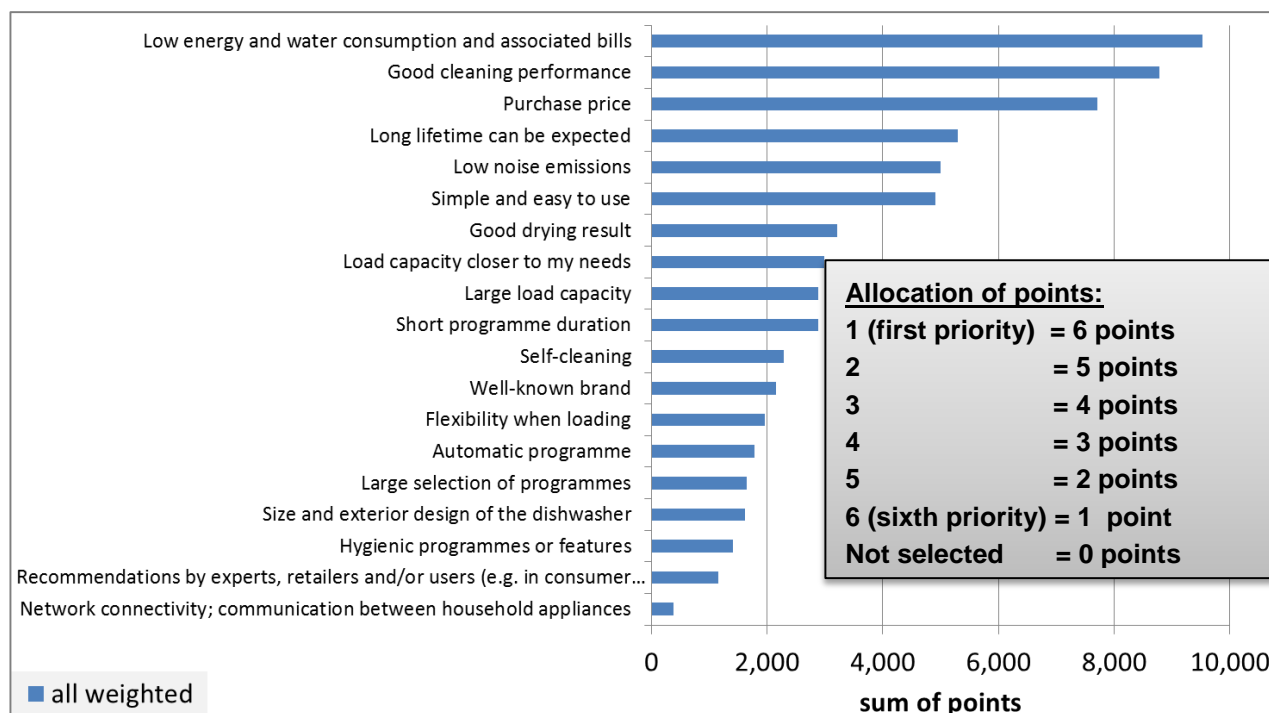 Low energy and water consumption and associated bills
Good cleaning performance
Purchase price
Long lifetime can be expected
Low noise emissions
Simple and easy to use
Good drying result
Load capacity closer to my needs
Large load capacity
Short programme duration
Self-cleaning
Well-known brand
Flexibility when loading
Automatic programme
Large selection of programmes
Size and exterior design of the dishwasher
Hygienic programmes or features
Recommendations by experts, retailers and/or users (e.g. in consumer...
Network connectivity; communication between household appliances
Allocation of points:
1 (first priority) = 6 points
2 = 5 points
3 = 4 points
4 = 3 points
5 = 2 points
6 (sixth priority) = 1 point
Not selected = 0 points
0 2,000 4,000 6,000 8,000 10,000
sum of points
all weighted